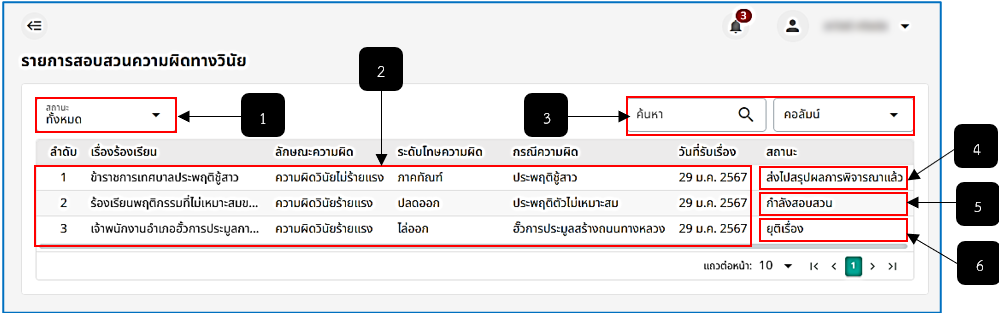 3
รายการสอบสวนความผิดทางวินัย
2
สถานะ
ทั้งหมด
1
3
ค้นหา
คอลัมน์
ลำดับ เรื่องร้องเรียน ลักษณะความผิด ระดับโทษความผิด กรณีความผิด วันที่รับเรื่อง สถานะ
4
1 ข้าราชการเทศบาลประพฤติชู้สาว ความผิดวินัยไม่ร้ายแรง ภาคทัณฑ์ ประพฤติชู้สาว 29 ม.ค. 2567 ส่งไปสรุปผลการพิจารณาแล้ว
2 ร้องเรียนพฤติกรรมที่ไม่เหมาะสมข... ความผิดวินัยร้ายแรง ปลดออก ประพฤติตัวไม่เหมาะสม 29 ม.ค. 2567 กำลังสอบสวน
5
3 เจ้าพนักงานอำเภอฮั้วการประมูลกา... ความผิดวินัยร้ายแรง ไล่ออก ฮั้วการประมูลสร้างถนนทางหลวง 29 ม.ค. 2567 ยุติเรื่อง
6
แถวต่อหน้า: 10 1